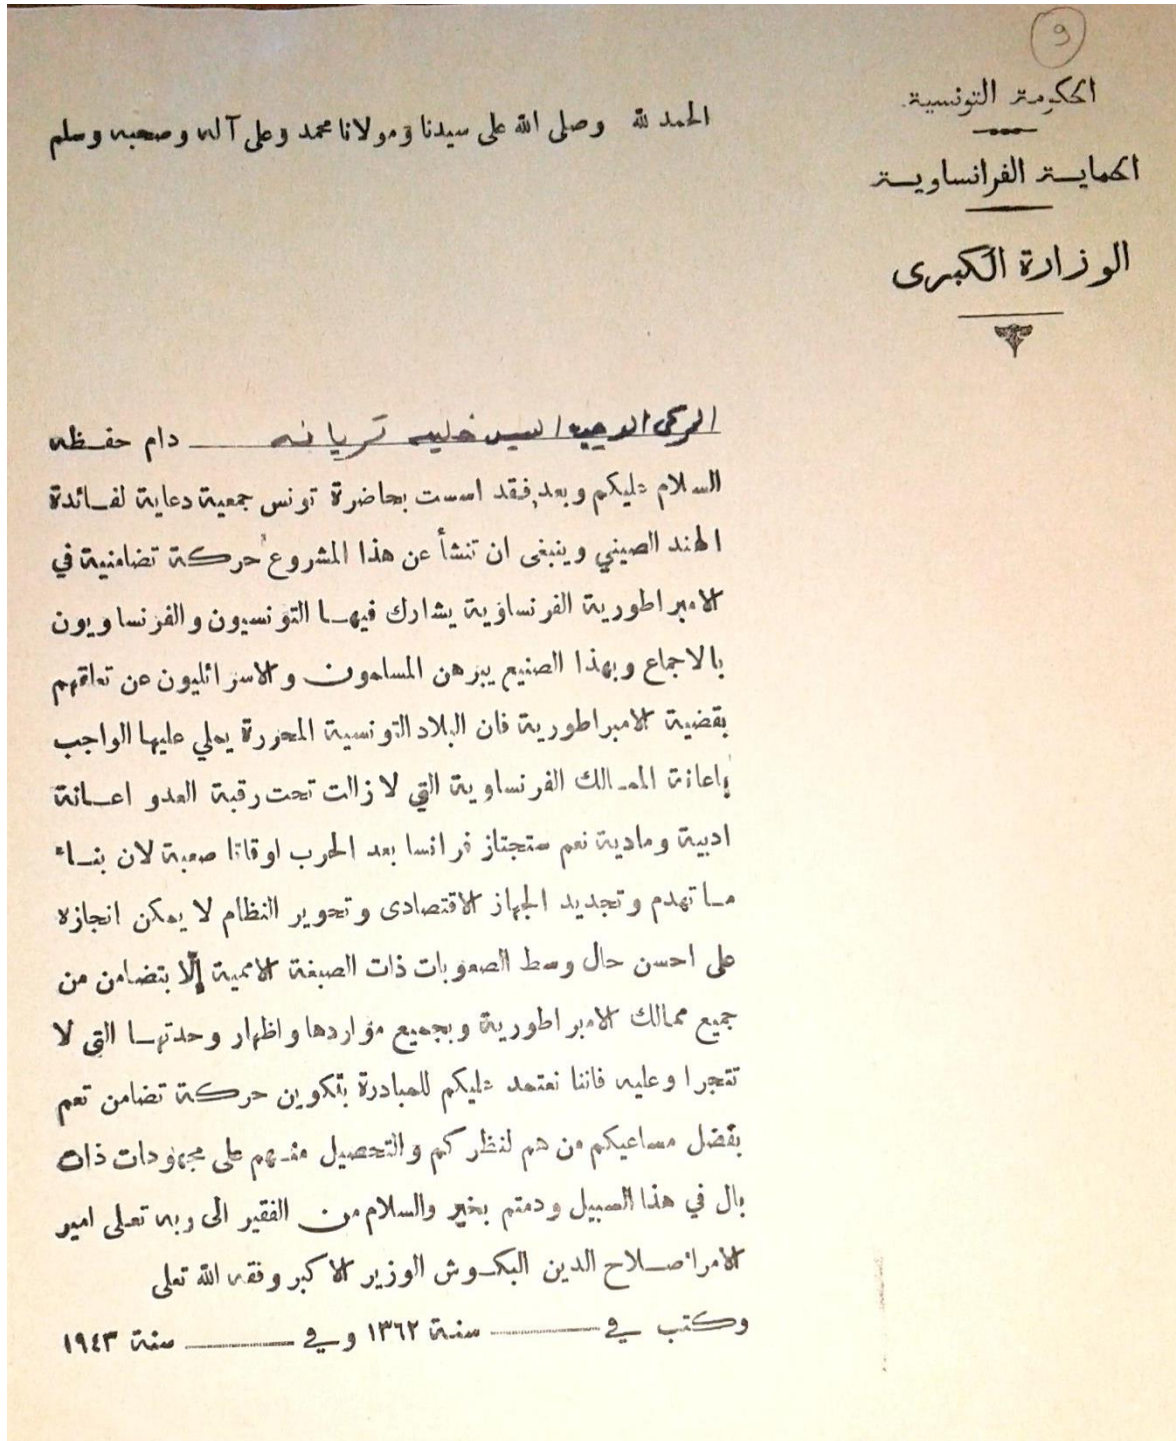 9
الحكومة التونسية
الحماية الفرانساوية
الوزارة الكبرى
الحمد لله وصلى الله على سيدنا ومولانا محمد وعلى آله وصحبه وسلم
دام حفظه
السلام عليكم وبعد فقد اسست بحاضرة تونس جمعية دعاية لفائدة
الهند الصيني وينبغى ان تنشأ عن هذا المشروع حركة تضامنية في
الامبراطورية الفرنساوية يشارك فيها التونسيون والفرنساويون
بالاجماع وبهذا الصنيع يبرهن المسلمون والاسرائليون عن تعلقهم
بقضية الامبراطورية فان البلاد التونسية المحررة يملي عليها الواجب
إعانة الممالك الفرنساوية التي لا زالت تحت رقبة العدو اعانة
ادبية ومادية نعم ستجتاز فرانسا بعد الحرب اوقاتا صعبة لان بناء
ما تهدم وتجديد الجهاز الاقتصادى وتحوير النظام لا يمكن انجازه
على احسن حال وسط الصعوبات ذات الصبغة الاممية إلّا بتضامن من
جميع ممالك الامبراطورية وبجميع مواردها واظهار وحدتها التي لا
تتجرا وعليه فاننا نعتمد عليكم للمبادرة بتكوين حركة تضامن تعم
بفضل مساعيكم من هم لنظركم والتحصيل منهم على مجهودات ذات
بال في هذا السبيل ودمتم بخير والسلام من الفقير الى ربه تعلى امير
الامرا صلاح الدين البكوش الوزير الاكبر وفقه الله تعلى
وكتب في سنة ١٣٦٢ وفي سنة ١٩٤٣